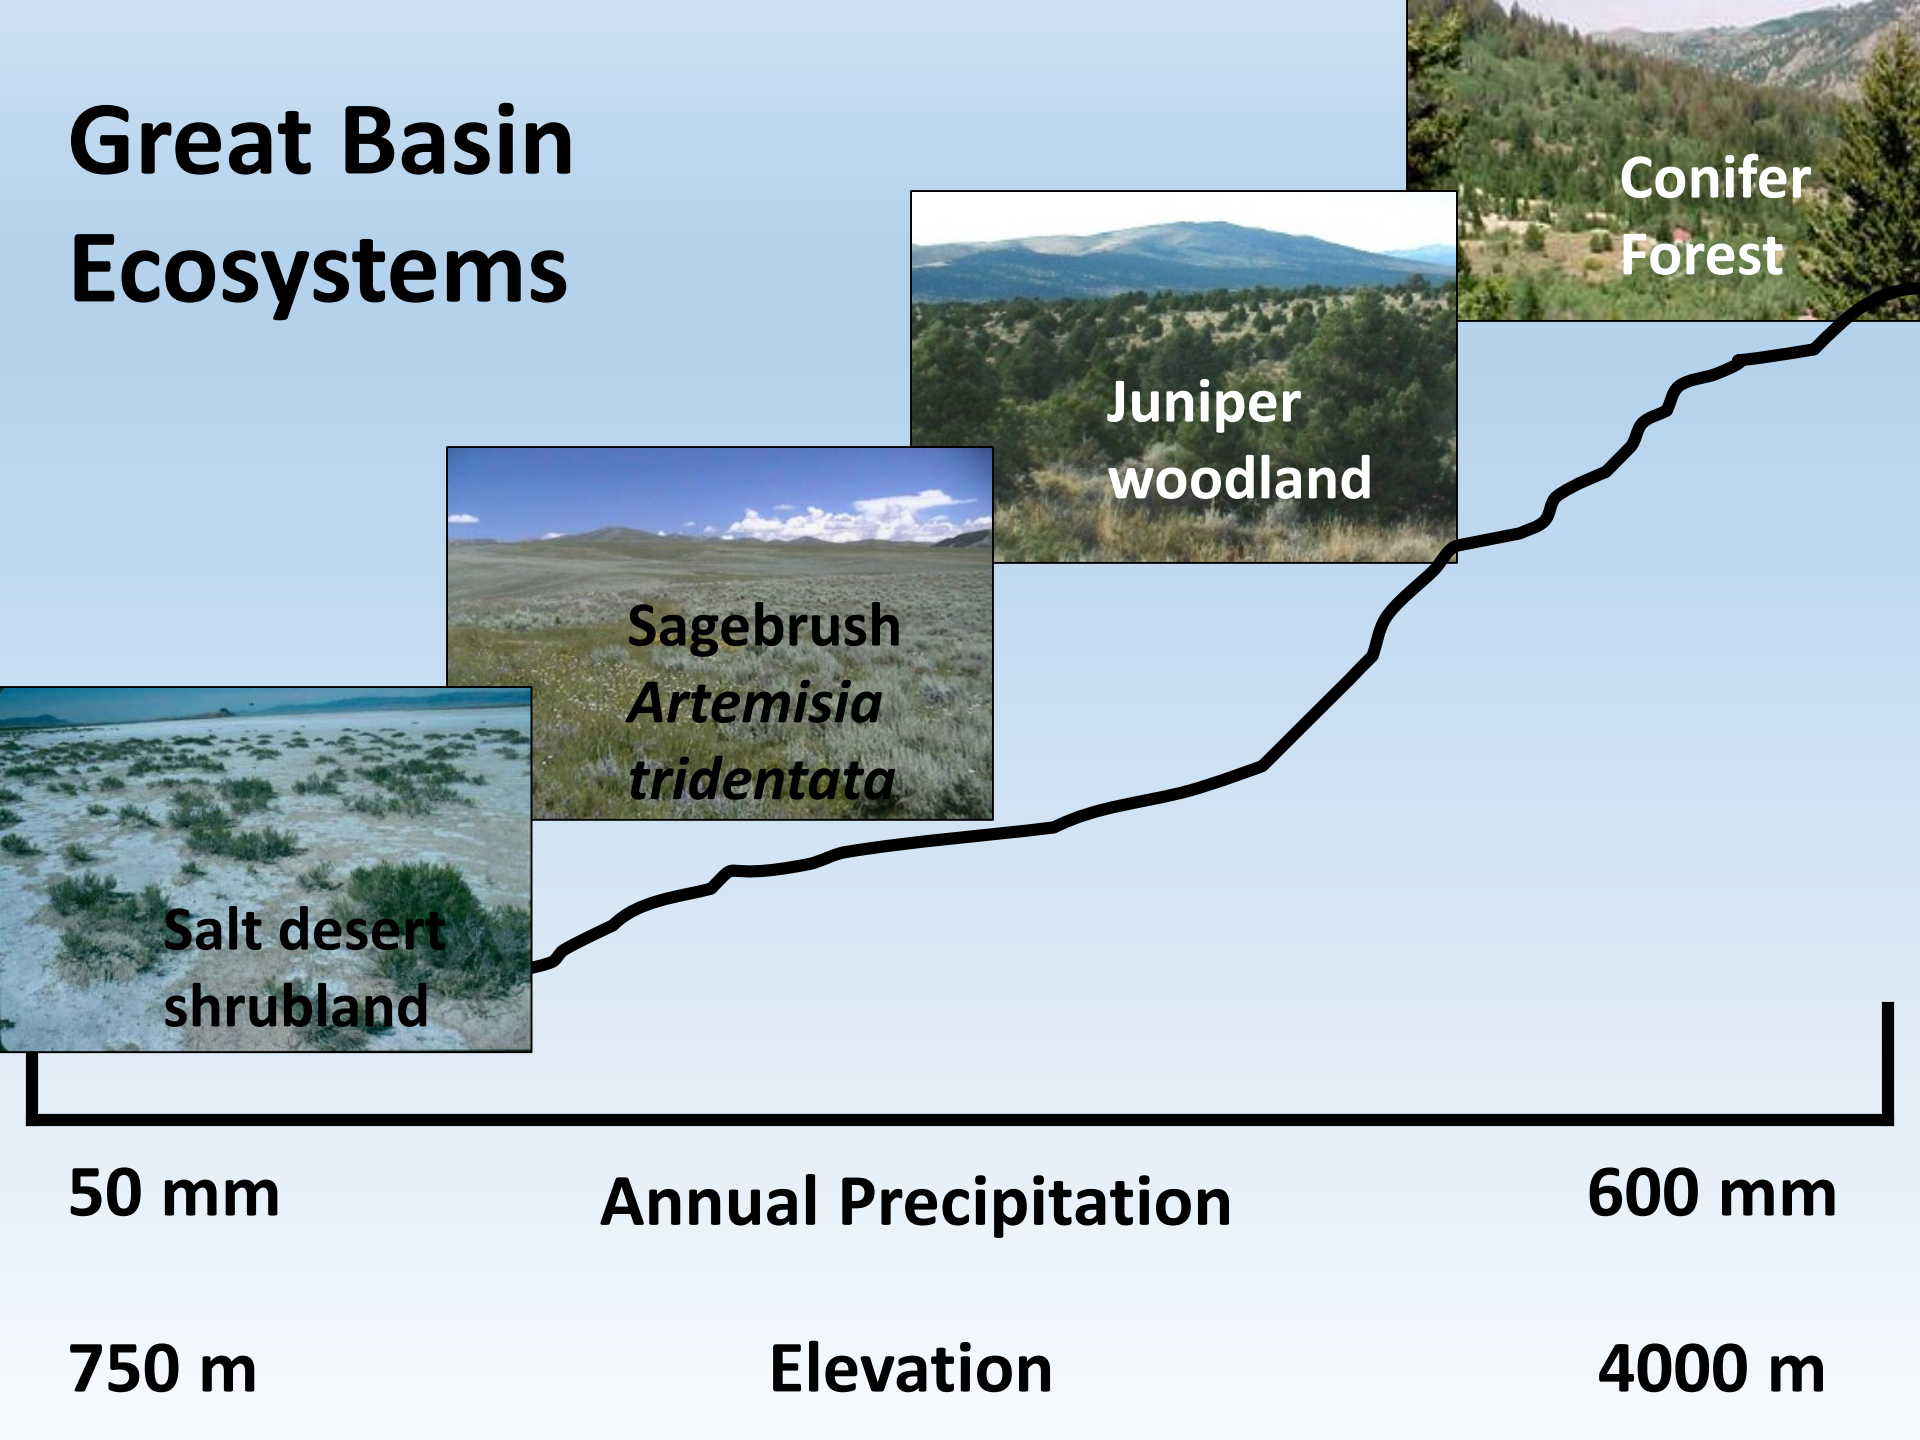 Great Basin
Ecosystems
Conifer
Forest
Juniper
woodland
Sagebrush
Artemisia
tridentata
Salt desert
shrubland
50 mm
Annual Precipitation
600 mm
750 m
Elevation
4000 m